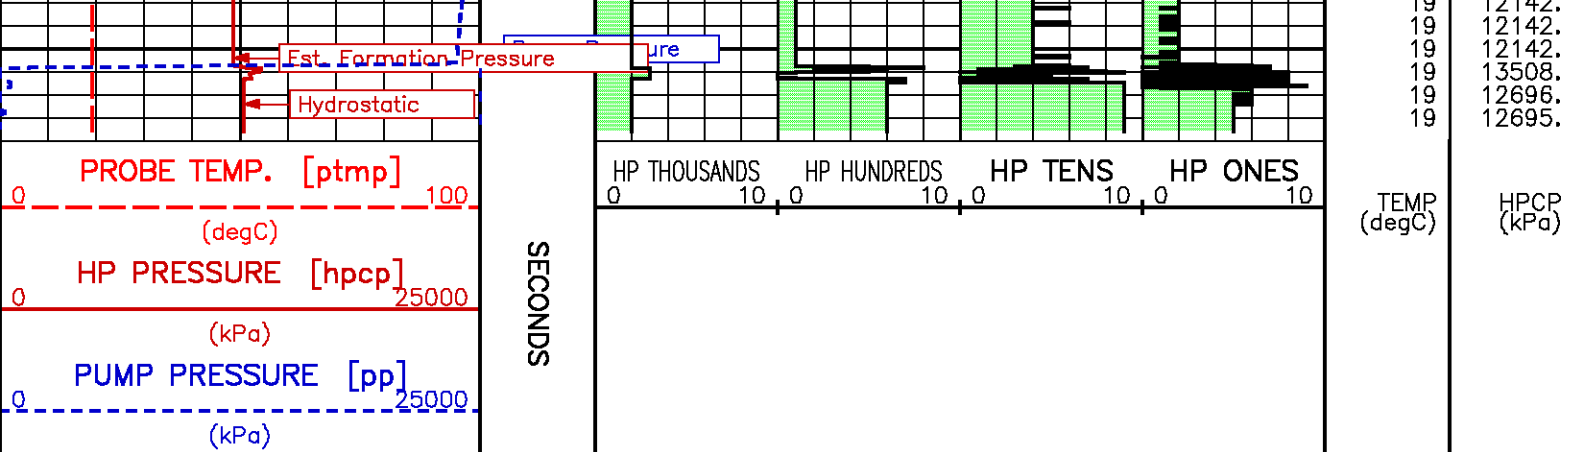 19 12142.
19 12142.
19 12142.
19 13508.
19 12696.
19 12695.
ure
Est. Formation Pressure
Hydrostatic
PROBE TEMP. [ptmp]
0 100
(degC)
HP PRESSURE [hpcp]
0 25000
(kPa)
PUMP PRESSURE [pp]
0 25000
(kPa)
SECONDS
HP THOUSANDS
0 10
HP HUNDREDS
0 10
HP TENS
0 10
HP ONES
0 10
TEMP
(degC)
HPCP
(kPa)